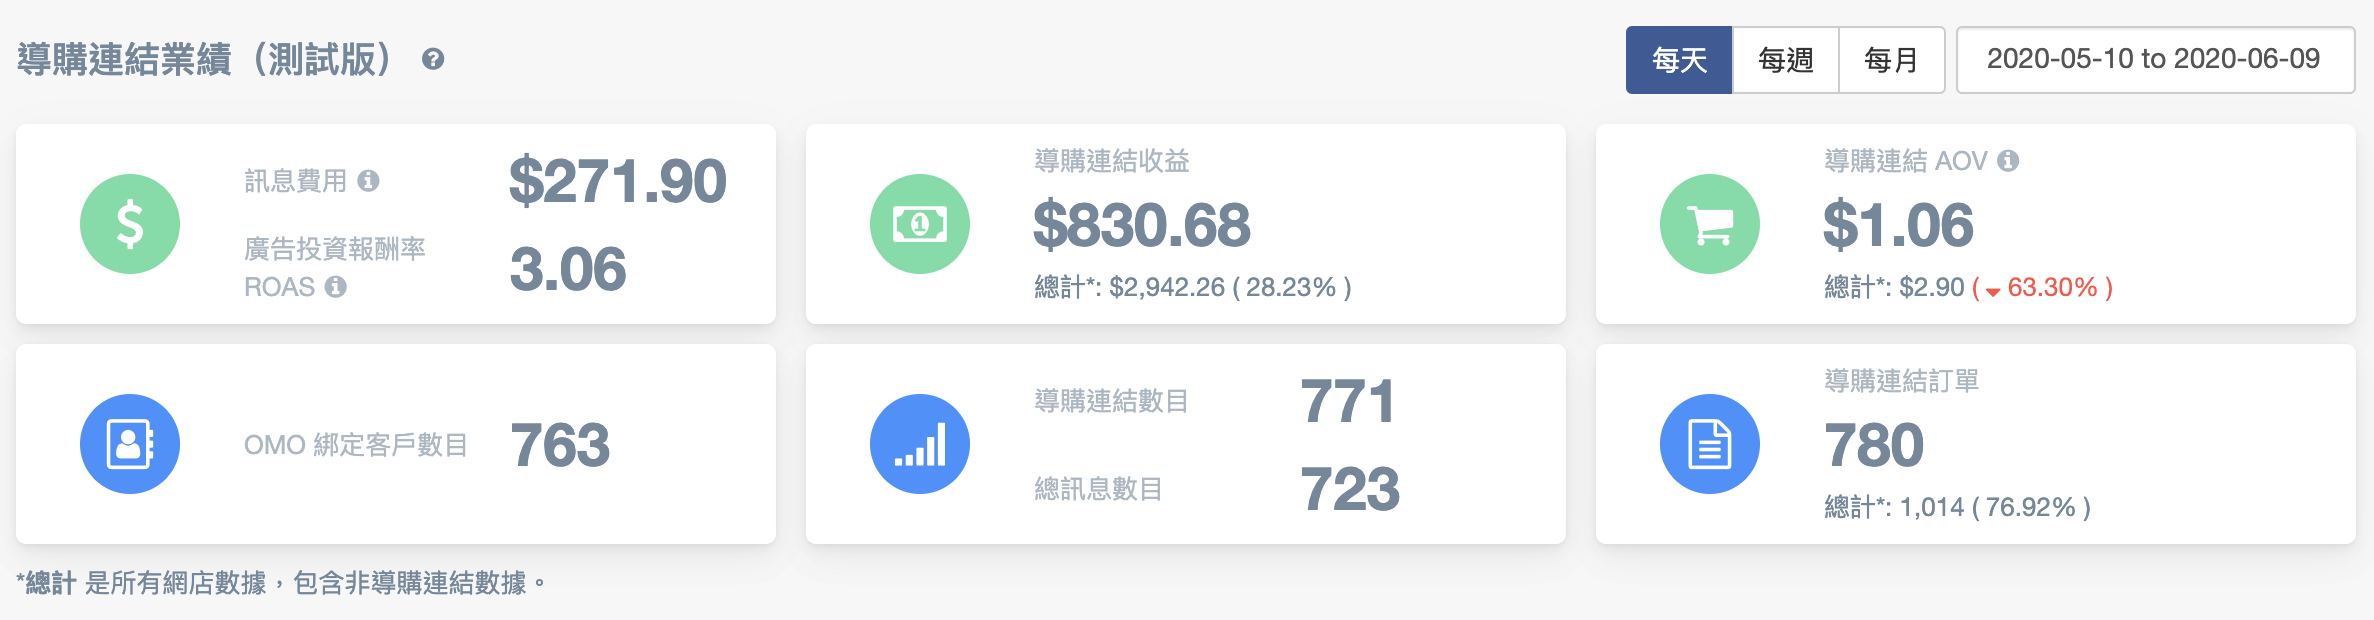 導購連結業績（測試版）
每天 每週 每月 2020-05-10 to 2020-06-09
訊息費用 $271.90
廣告投資報酬率
ROAS 3.06
導購連結收益
$830.68
總計*: $2,942.26 ( 28.23% )
導購連結 AOV
$1.06
總計*: $2.90 ( 63.30% )
OMO 綁定客戶數目 763
導購連結數目 771
總訊息數目 723
導購連結訂單
780
總計*: 1,014 ( 76.92% )
*總計 是所有網店數據，包含非導購連結數據。